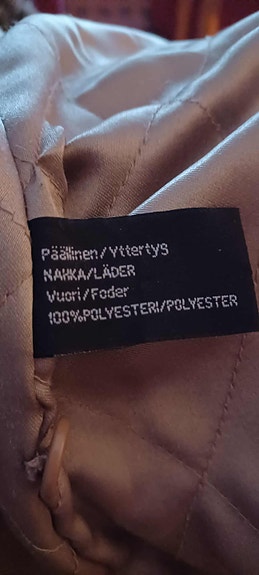 Päällinen/Yttertyg
NAHKA/LÄDER
Vuori/Foder
100%POLYESTERI/POLYESTER